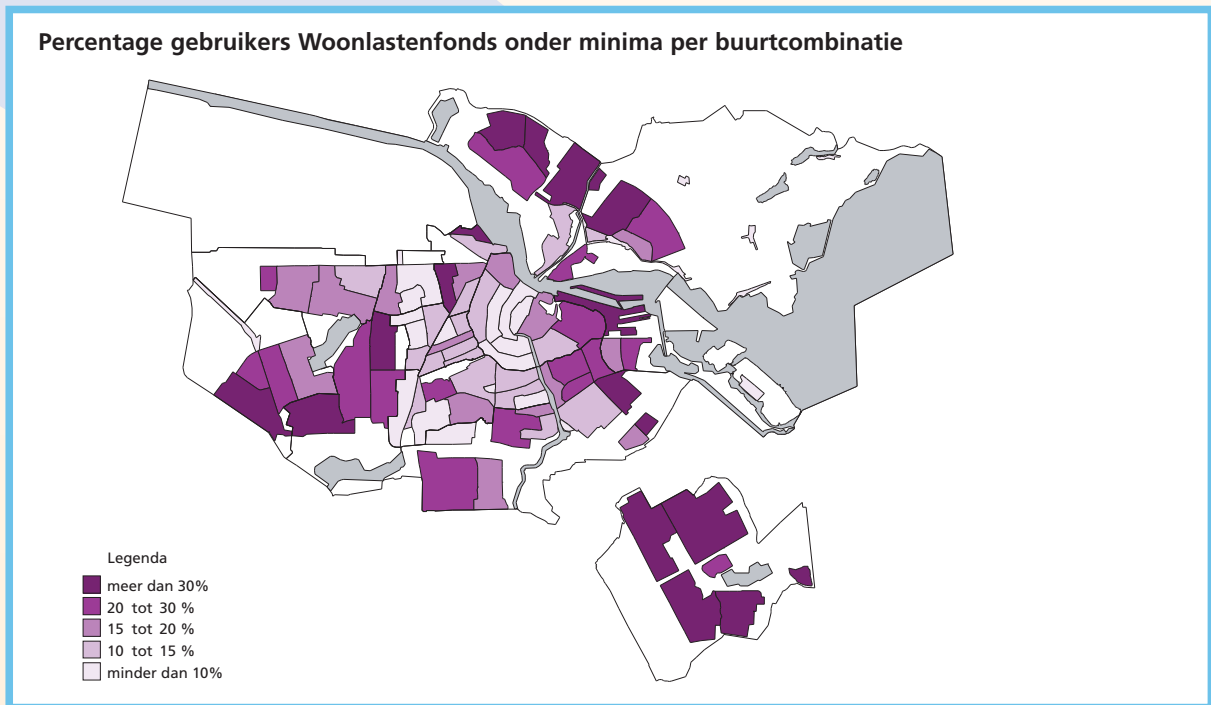 Percentage gebruikers Woonlastenfonds onder minima per buurtcombinatie
Legenda
meer dan 30%
20 tot 30 %
15 tot 20 %
10 tot 15 %
minder dan 10%